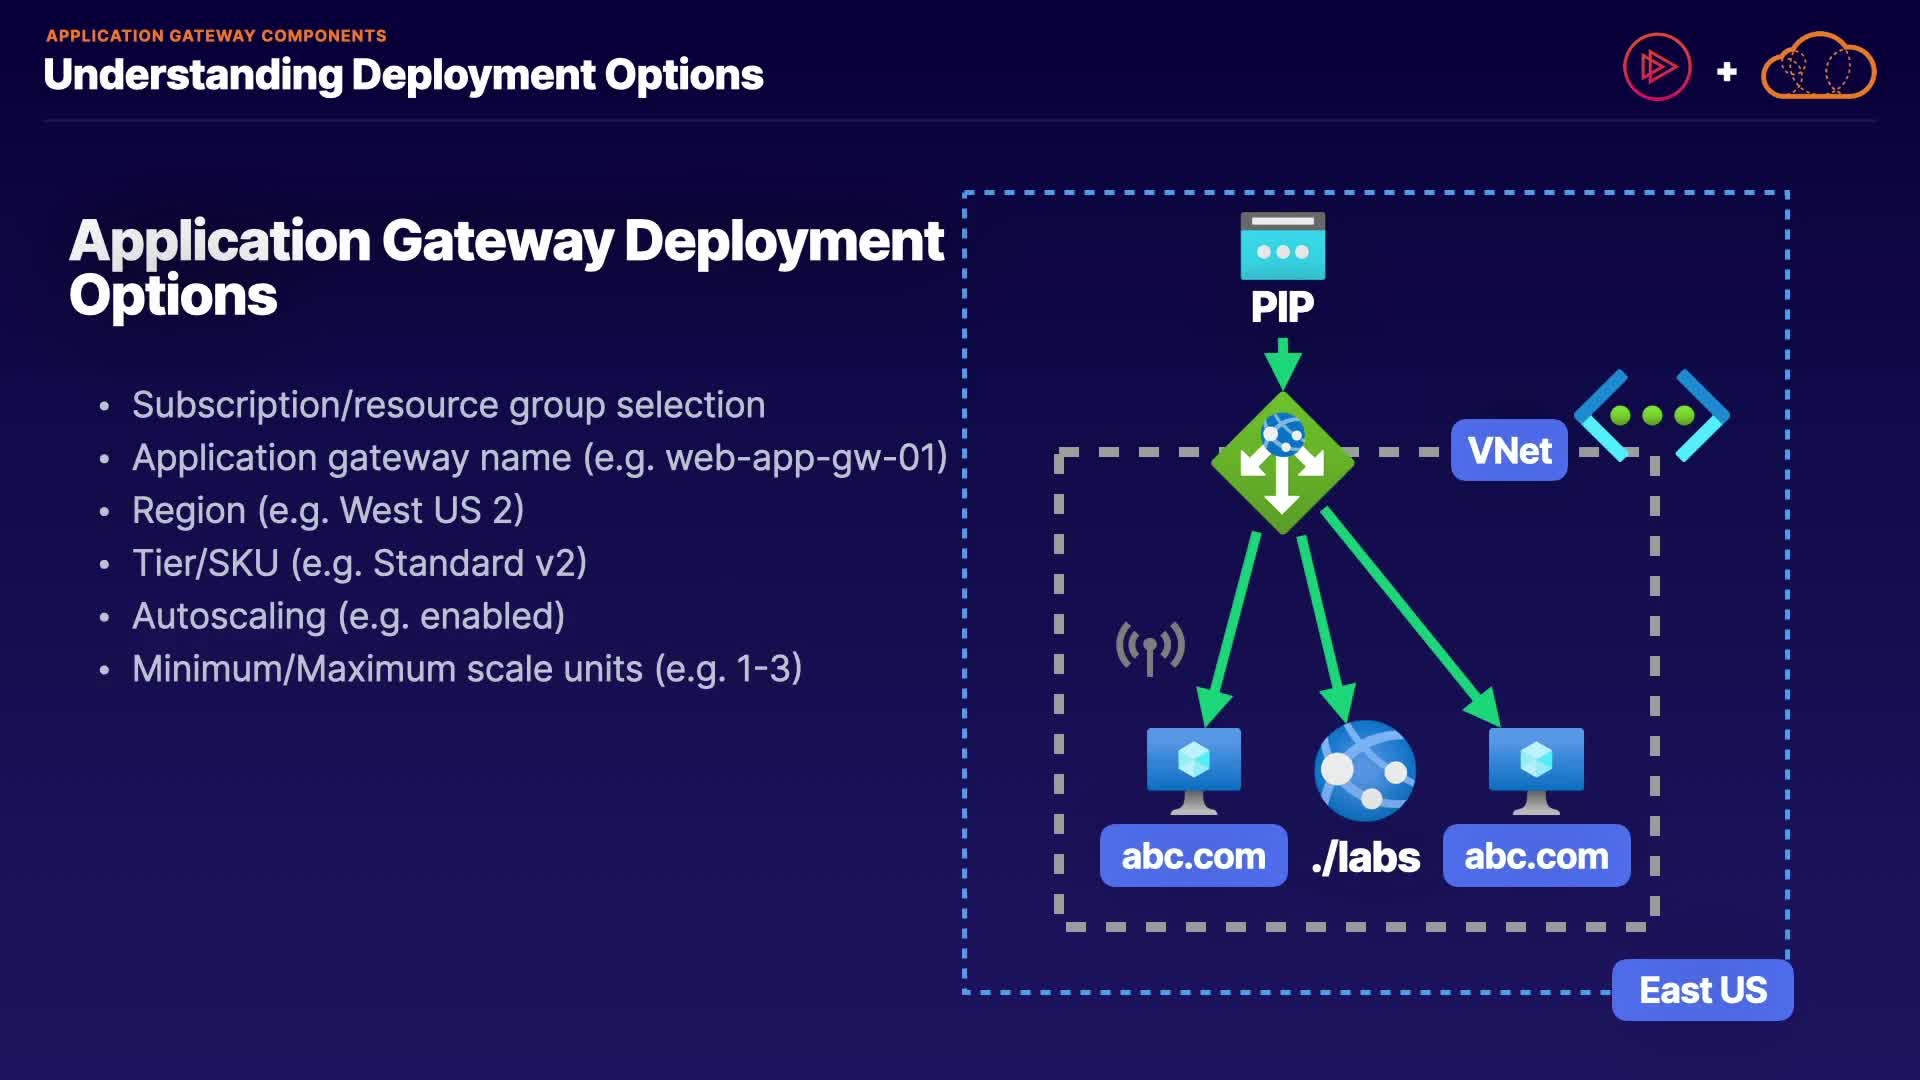 APPLICATION GATEWAY COMPONENTS
Understanding Deployment Options
Application Gateway Deployment
Options
• Subscription/resource group selection
• Application gateway name (e.g. web-app-gw-01)
• Region (e.g. West US 2)
• Tier/SKU (e.g. Standard v2)
• Autoscaling (e.g. enabled)
• Minimum/Maximum scale units (e.g. 1-3)
PIP
VNet
abc.com
./labs
abc.com
East US